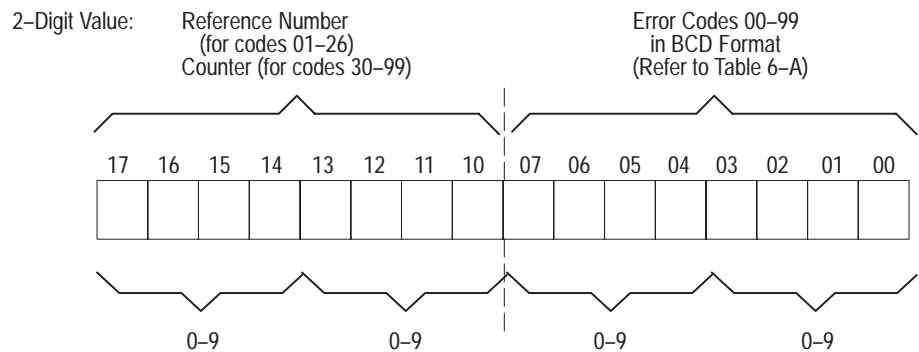 2–Digit Value: Reference Number
(for codes 01–26)
Counter (for codes 30–99)
Error Codes 00–99
in BCD Format
(Refer to Table 6–A)
17 16 15 14 13 12 11 10 07 06 05 04 03 02 01 00
0–9 0–9 0–9 0–9